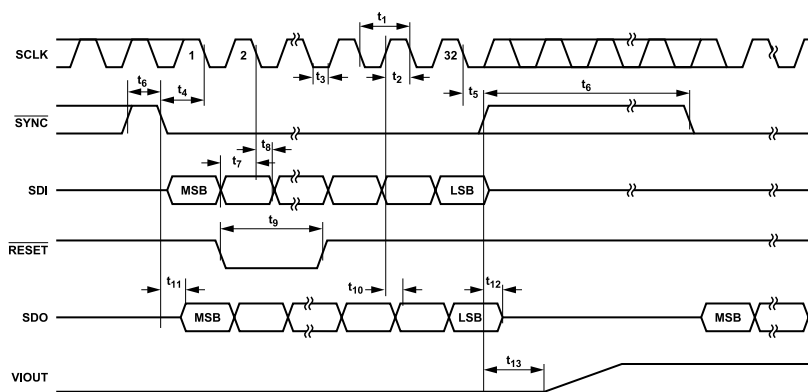 t1
SCLK
1
2
32
t3
t2
t6
t4
t5
t6
SYNC
t7
t8
SDI
MSB
LSB
t9
RESET
t11
t10
t12
SDO
MSB
LSB
MSB
t13
VIOUT